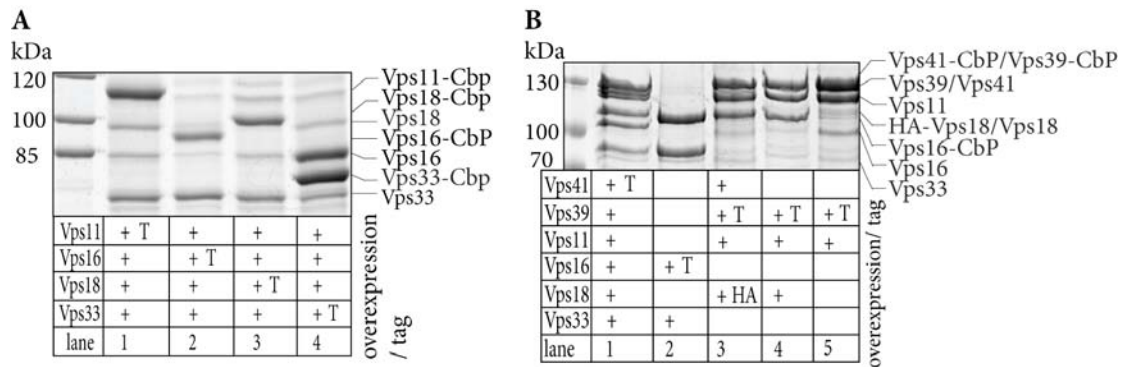 A
kDa
120
100
85
Vps11-Cbp
Vps18-Cbp
Vps18
Vps16-CbP
Vps16
Vps33-Cbp
Vps33
Vps11 + T + + +
Vps16 + + T + +
Vps18 + + + T +
Vps33 + + + + T
lane 1 2 3 4
overexpression
/ tag
B
kDa
130
100
70
Vps41-CbP/Vps39-CbP
Vps39/Vps41
Vps11
HA-Vps18/Vps18
Vps16-CbP
Vps16
Vps33
Vps41 + T +
Vps39 + + T + T + T
Vps11 + + + +
Vps16 + + T
Vps18 + + HA +
Vps33 + +
lane 1 2 3 4 5
overexpression/ tag